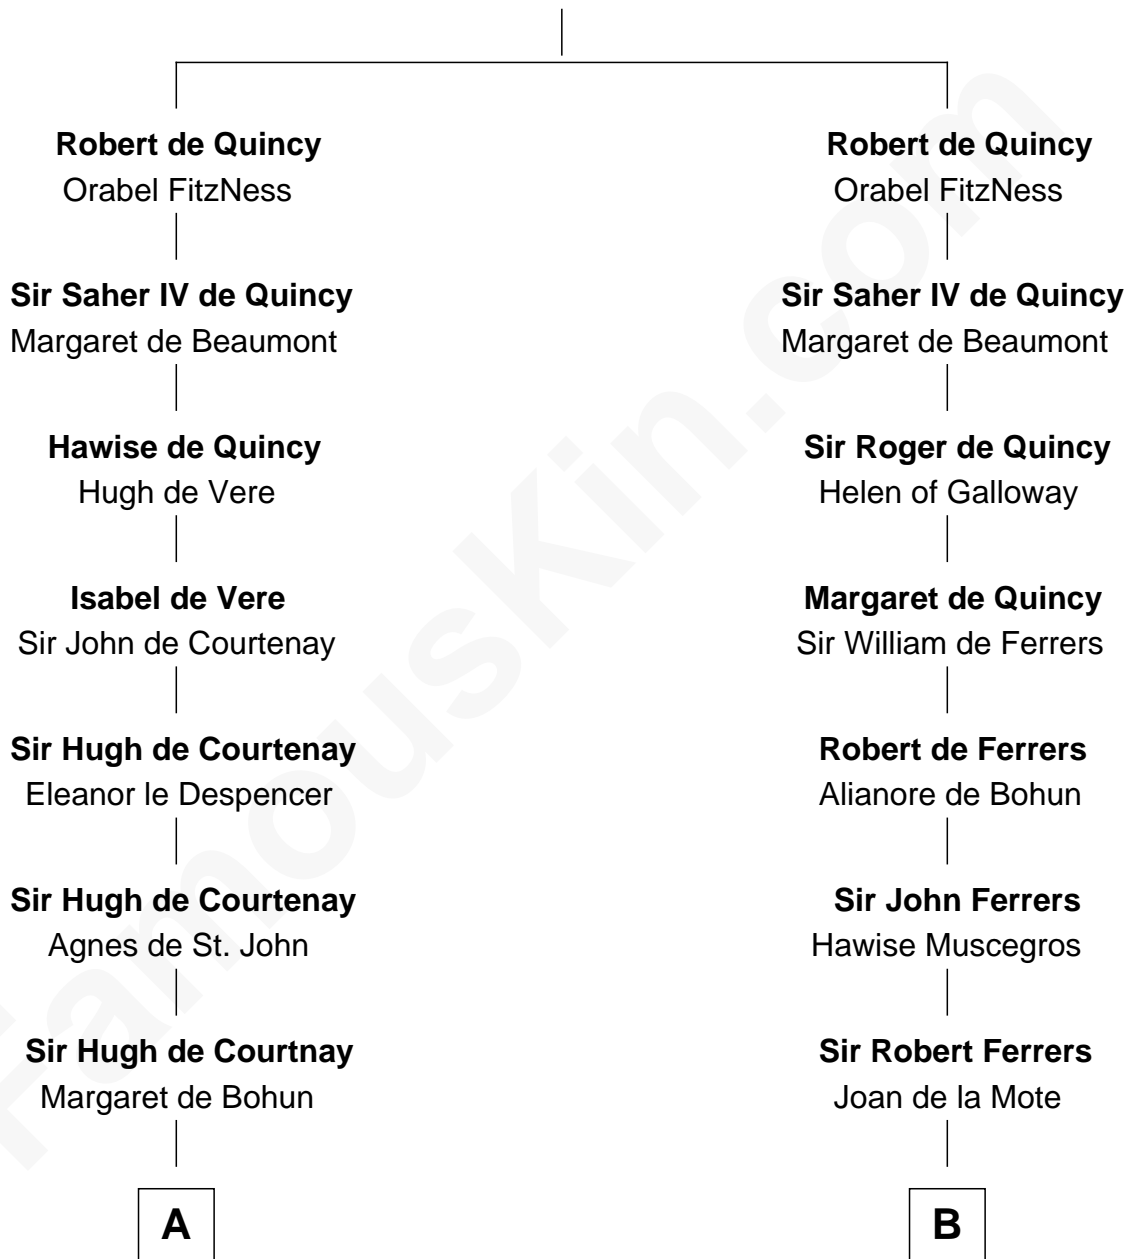 Robert de Quincy
Orabel FitzNess
Sir Saher IV de Quincy
Margaret de Beaumont
Hawise de Quincy
Hugh de Vere
Isabel de Vere
Sir John de Courtenay
Sir Hugh de Courtenay
Eleanor le Despencer
Sir Hugh de Courtenay
Agnes de St. John
Sir Hugh de Courtnay
Margaret de Bohun
A
Robert de Quincy
Orabel FitzNess
Sir Saher IV de Quincy
Margaret de Beaumont
Sir Roger de Quincy
Helen of Galloway
Margaret de Quincy
Sir William de Ferrers
Robert de Ferrers
Alianore de Bohun
Sir John Ferrers
Hawise Muscegros
Sir Robert Ferrers
Joan de la Mote
B
FamousKin.com